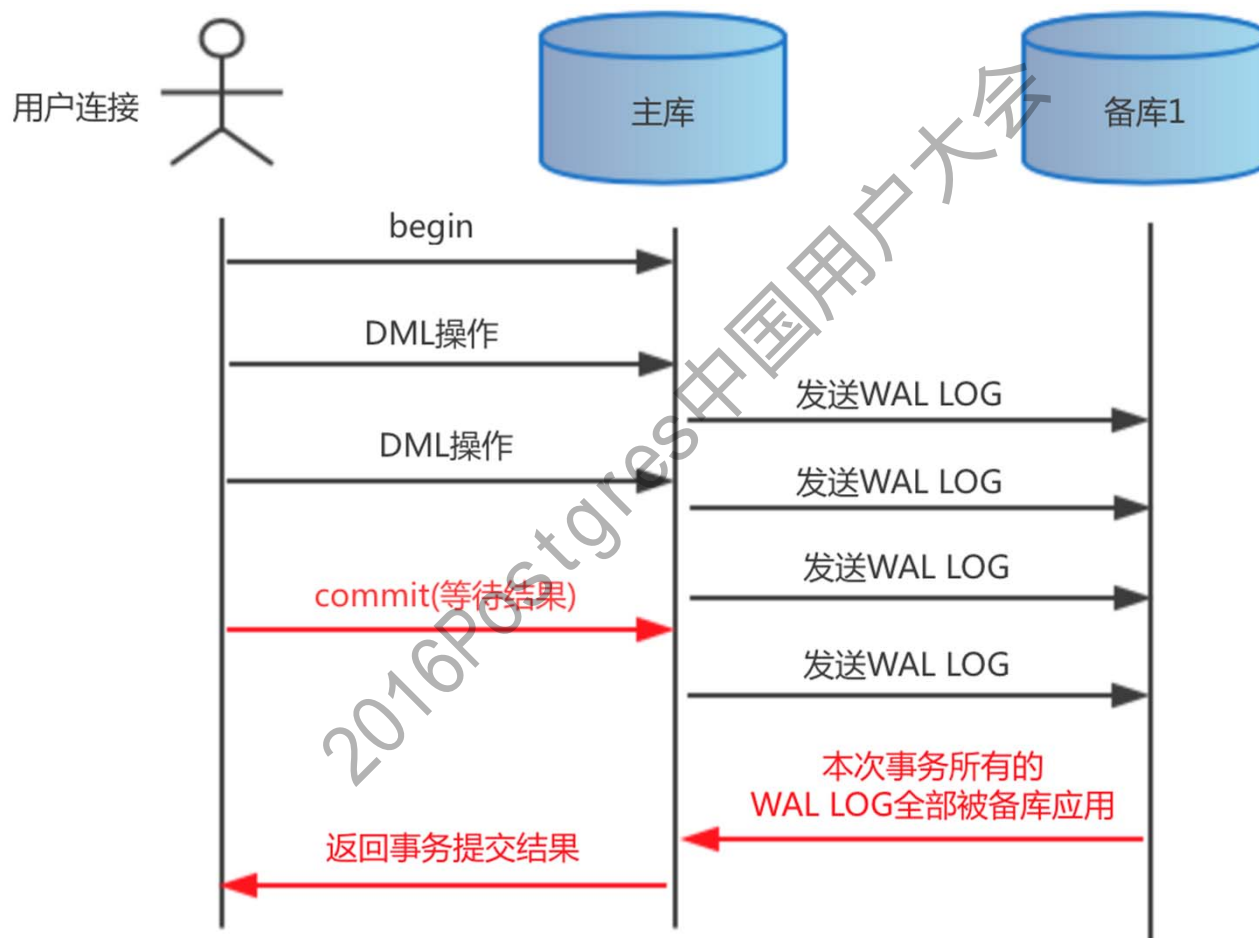 用户连接
主库
备库1
begin
DML操作
发送WAL LOG
DML操作
发送WAL LOG
发送WAL LOG
commit(等待结果)
发送WAL LOG
本次事务所有的
WAL LOG全部被备库应用
返回事务提交结果
2016Postgres中国用户大会